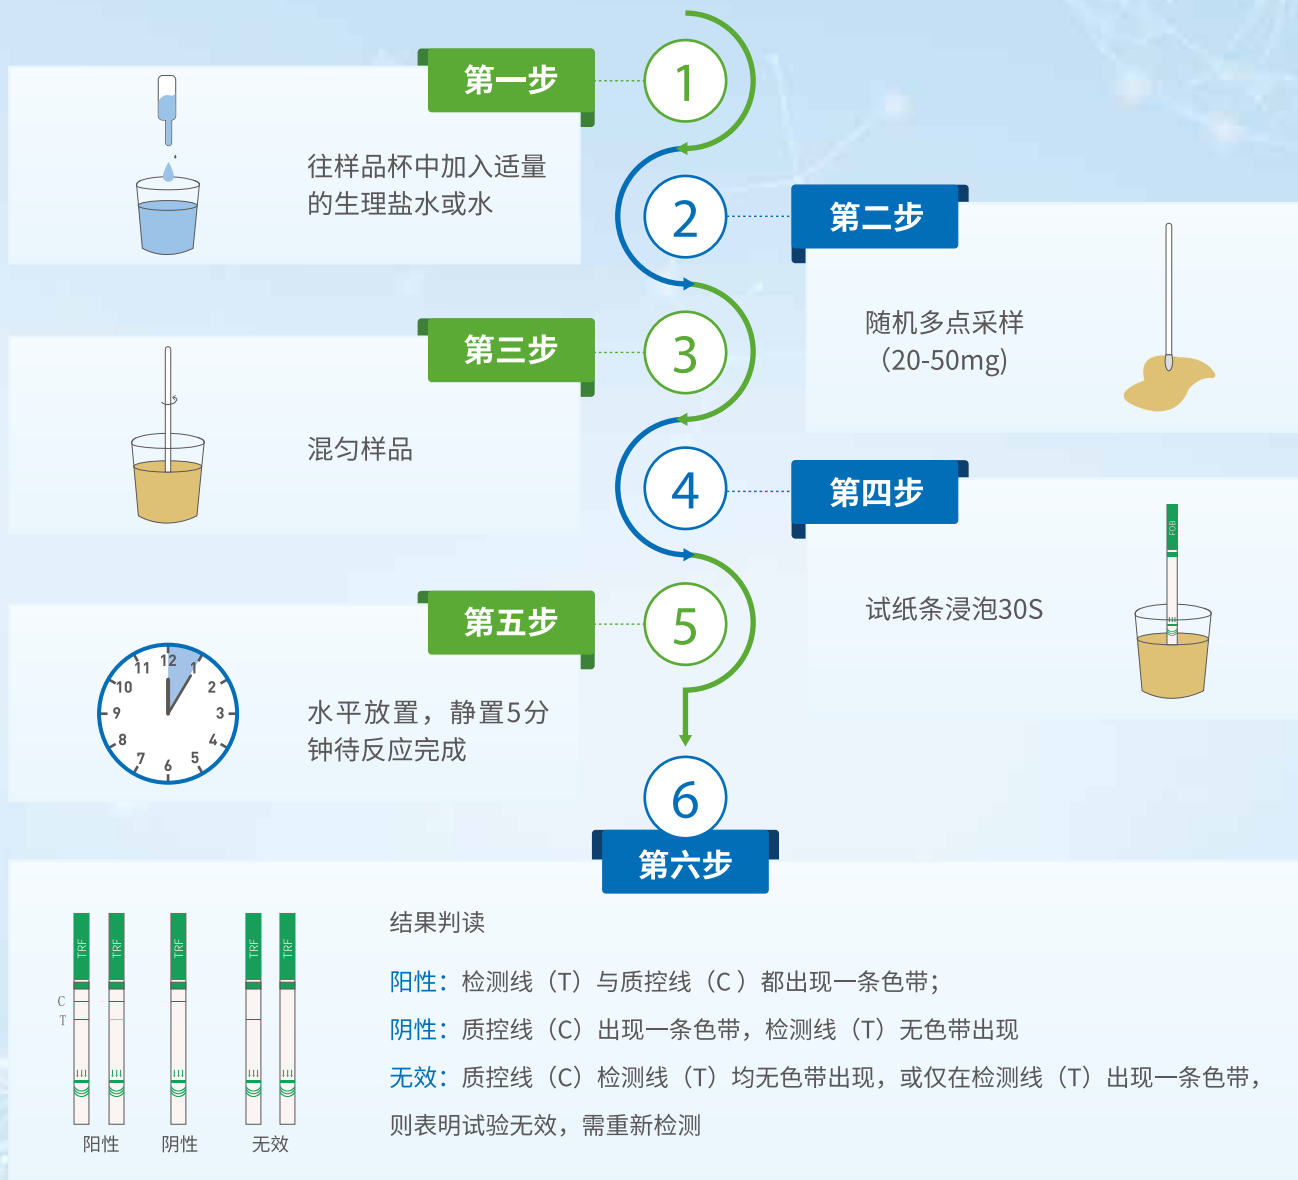 第一步
1
往样品杯中加入适量
的生理盐水或水
第二步
2
随机多点采样
（20-50mg)
第三步
3
混匀样品
第四步
4
FOB
试纸条浸泡30S
第五步
5
12
1
2
3
4
5
6
7
8
9
10
11
水平放置，静置5分
钟待反应完成
6
第六步
TRF
TRF
TRF
TRF
C
T
阳性
阴性
无效
结果判读
阳性：检测线（T）与质控线（C ）都出现一条色带；
阴性：质控线（C）出现一条色带，检测线（T）无色带出现
无效：质控线（C）检测线（T）均无色带出现，或仅在检测线（T）出现一条色带，
则表明试验无效，需重新检测